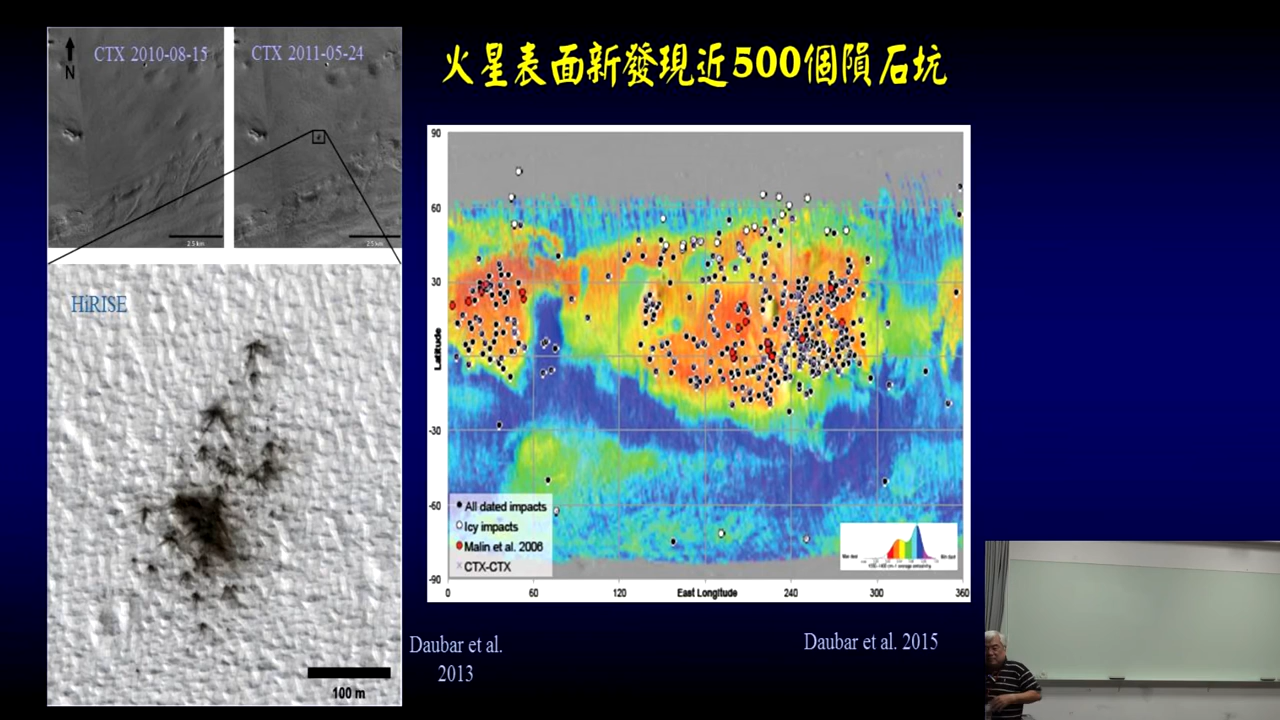 CTX 2010-08-15
CTX 2011-05-24
N
2.5 km
HiRISE
100 m
火星表面新發現近500個隕石坑
90
60
30
-30
-60
-90
Latitude
All dated impacts
Icy impacts
Malin et al. 2006
CTX-CTX
0
60
120
East Longitude
240
300
360
Daubar et al.
2013
Daubar et al. 2015